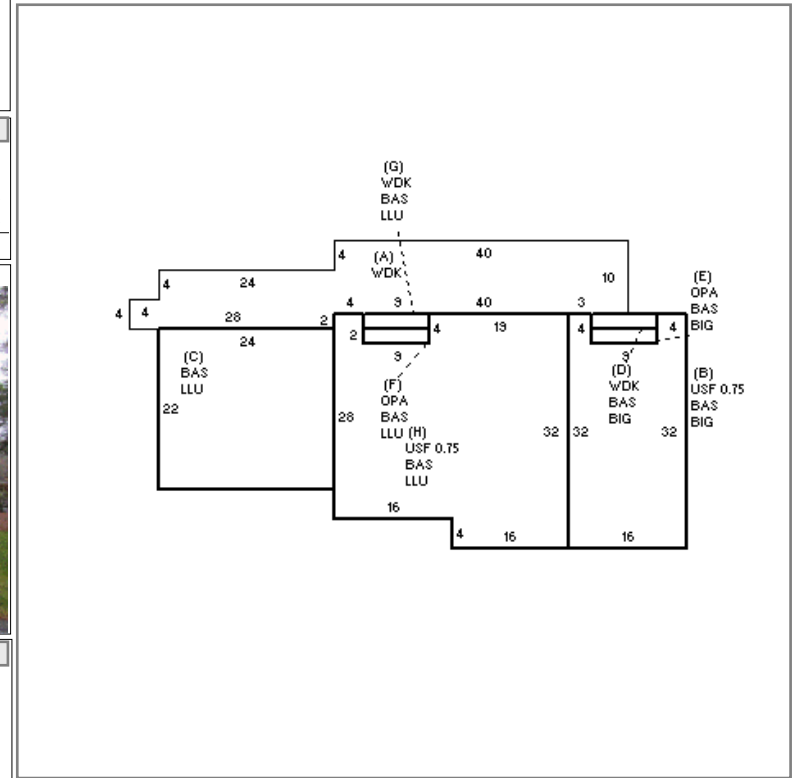 (G)
WDK
BAS
LLU
4
(A)
WDK
40
4
24
10
(E)
OPA
BAS
BIG
4
4
28
2
4
9
40
3
24
2
4
19
4
4
9
9
(C)
BAS
LLU
22
(F)
OPA
BAS
LLU
(H)
USF 0.75
BAS
LLU
28
(D)
WDK
BAS
BIG
(B)
USF 0.75
BAS
BIG
32
32
32
16
4
16
16